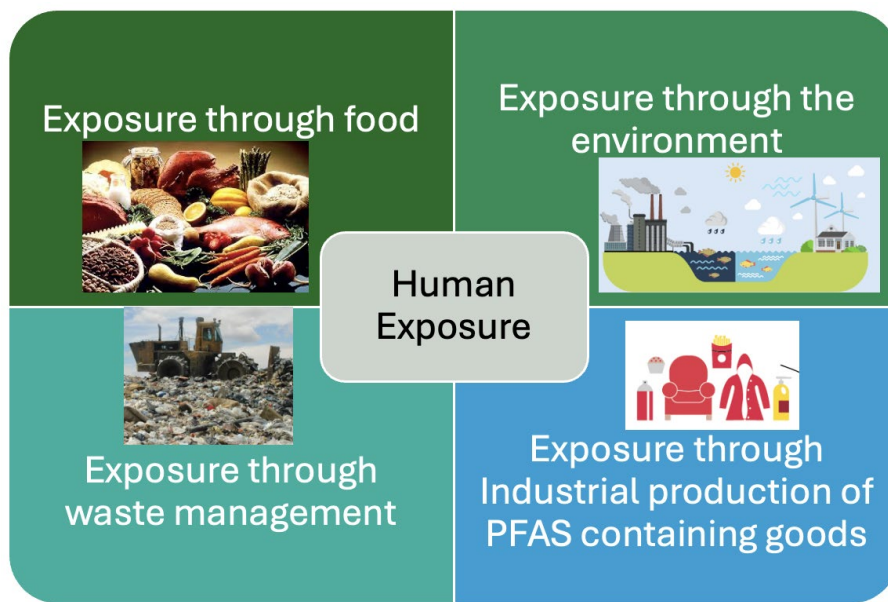 Exposure through food
Exposure through the
environment
Human
Exposure
Exposure through
waste management
Exposure through
Industrial production of
PFAS containing goods